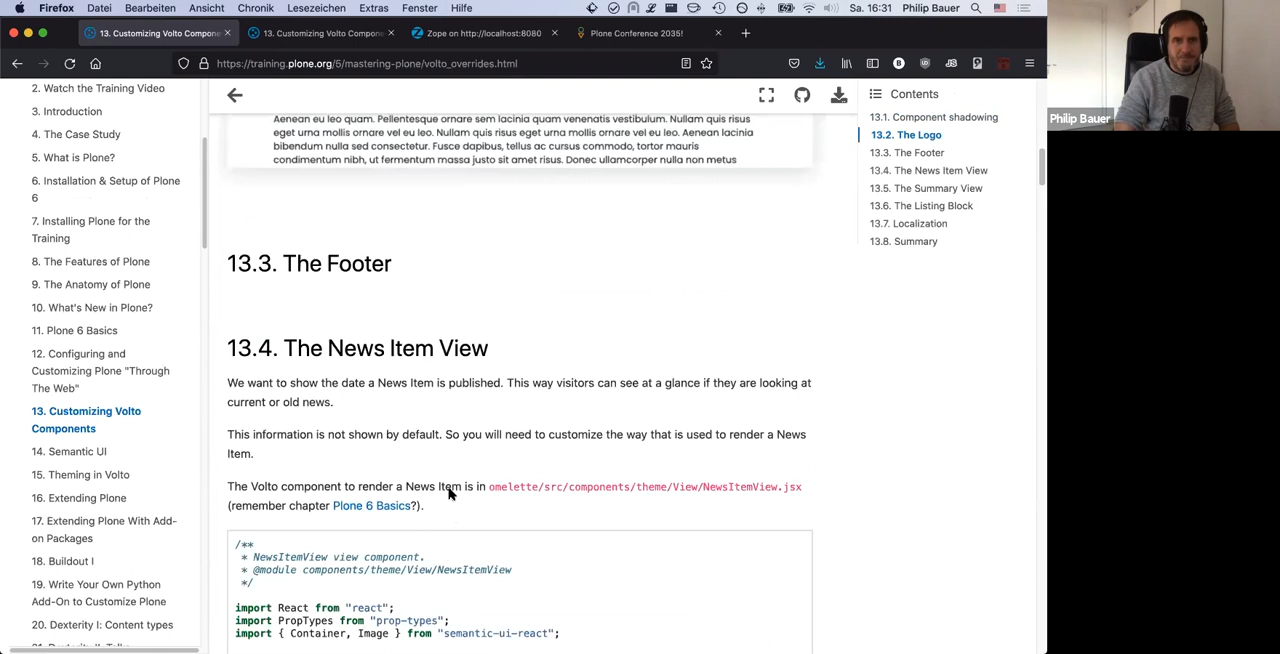 Firefox Datei Bearbeiten Ansicht Chronik Lesezeichen Extras Fenster Hilfe Sa. 16:31 Philip Bauer
13. Customizing Volto Compone
13. Customizing Volto Compone
Zope on http://localhost:8080
Plone Conference 2035!
https://training.plone.org/5/mastering-plone/volto_overrides.html
2. Watch the Training Video
3. Introduction
4. The Case Study
5. What is Plone?
6. Installation & Setup of Plone
6
7. Installing Plone for the
Training
8. The Features of Plone
9. The Anatomy of Plone
10. What's New in Plone?
11. Plone 6 Basics
12. Configuring and
Customizing Plone "Through
The Web"
13. Customizing Volto
Components
14. Semantic UI
15. Theming in Volto
16. Extending Plone
17. Extending Plone With Add-
on Packages
18. Buildout I
19. Write Your Own Python
Add-On to Customize Plone
20. Dexterity I: Content types
Aenean eu leo quam. Pellentesque ornare sem lacinia quam venenatis vestibulum. Nullam quis risus
eget urna mollis ornare vel eu leo. Nullam quis risus eget urna mollis ornare vel eu leo. Aenean lacinia
bibendum nulla sed consectetur. Fusce dapibus, tellus ac cursus commodo, tortor mauris
condimentum nibh, ut fermentum massa justo sit amet risus. Donec ullamcorper nulla non metus
13.3. The Footer
13.4. The News Item View
We want to show the date a News Item is published. This way visitors can see at a glance if they are looking at
current or old news.
This information is not shown by default. So you will need to customize the way that is used to render a News
Item.
The Volto component to render a News Item is in omelette/src/components/theme/View/NewsItemView.jsx
(remember chapter Plone 6 Basics?).
/**
* NewsItemView view component.
* @module components/theme/View/NewsItemView
*/
import React from "react";
import PropTypes from "prop-types";
import { Container, Image } from "semantic-ui-react";
Contents
13.1. Component shadowing
13.2. The Logo
13.3. The Footer
13.4. The News Item View
13.5. The Summary View
13.6. The Listing Block
13.7. Localization
13.8. Summary
Philip Bauer